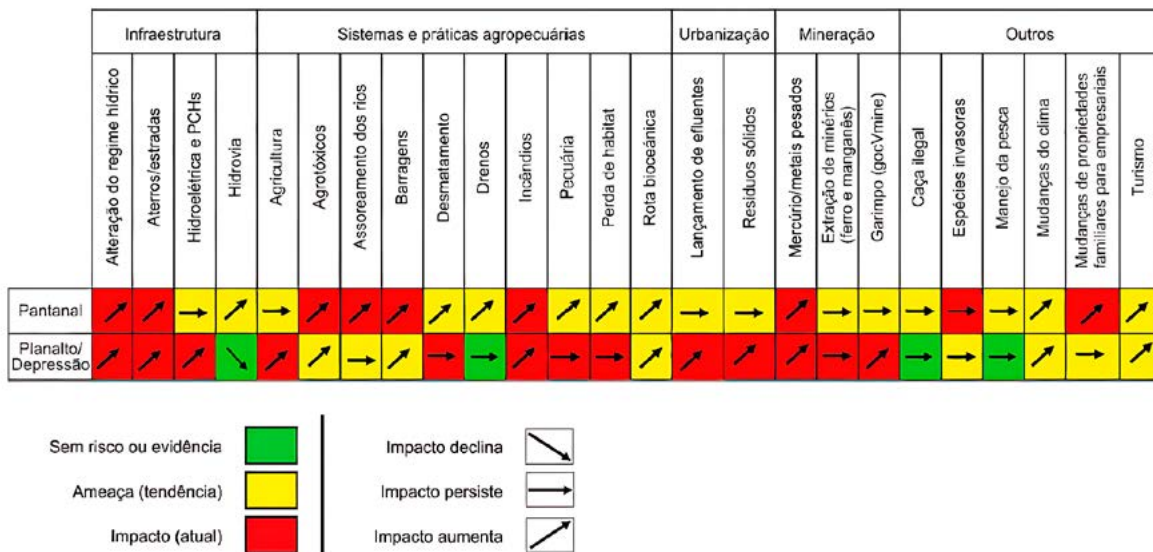 Infraestrutura
Sistemas e práticas agropecuárias
Urbanização
Mineração
Outros
Alteração do regime hídrico
Aterros/estradas
Hidroelétrica e PCHs
Hidrovia
Agricultura
Agrotóxicos
Assoreamento dos rios
Barragens
Desmatamento
Drenos
Incêndios
Pecuária
Perda de habitat
Rota bioceánica
Lançamento de efluentes
Residuos sólidos
Mercúrio/metais pesados
Extração de minérios
(ferro e manganês)
Garimpo (gocVmine)
Caça ilegal
Espécies invasoras
Manejo da pesca
Mudanças do clima
Mudanças de propriedades
familiares para empresariais
Turismo
Pantanal
Planalto/
Depressão
Sem risco ou evidência
Ameaça (tendência)
Impacto (atual)
Impacto declina
Impacto persiste
Impacto aumenta